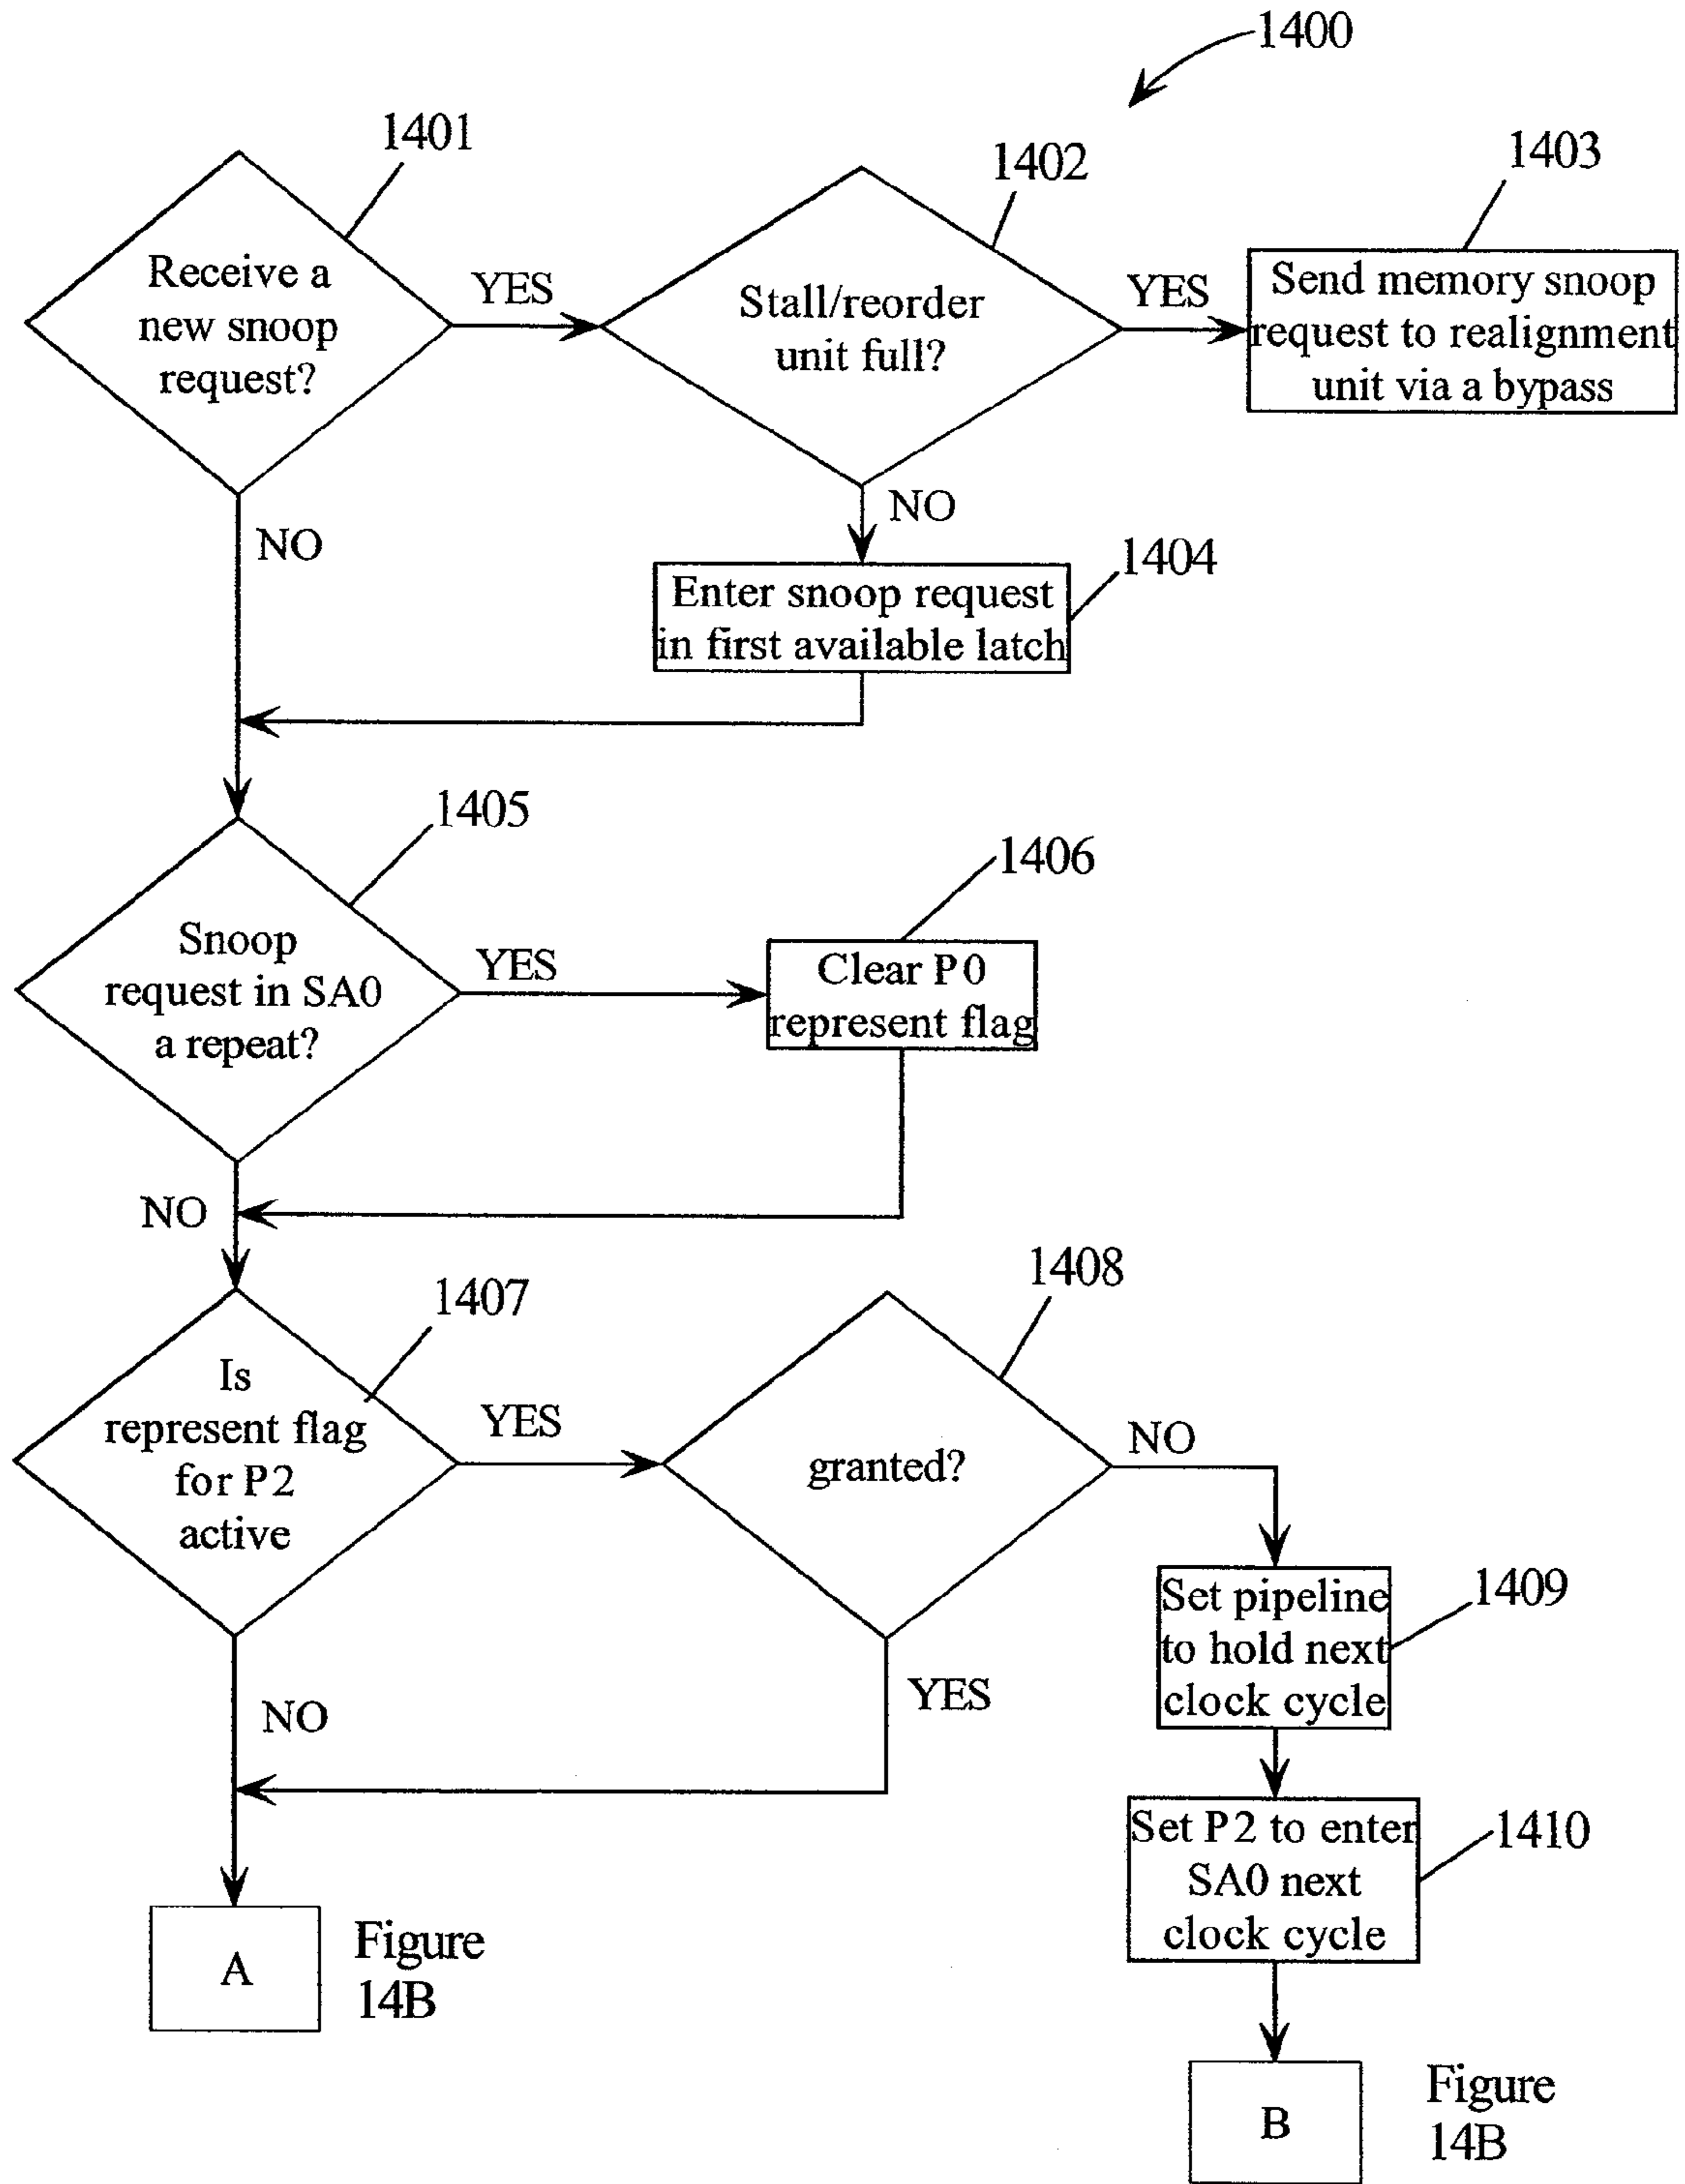 1400
1401
1402
1403
Receive a
new snoop
request?
YES
Stall/reorder
unit full?
YES
Send memory snoop
request to realignment
unit via a bypass
NO
NO
1404
Enter snoop request
in first available latch
1405
1406
Snoop
request in SA0
a repeat?
YES
Clear P0
represent flag
NO
1407
1408
Is
represent flag
for P2
active
YES
granted?
NO
1409
Set pipeline
to hold next
clock cycle
YES
NO
1410
Set P2 to enter
SA0 next
clock cycle
A
Figure
14B
B
Figure
14B